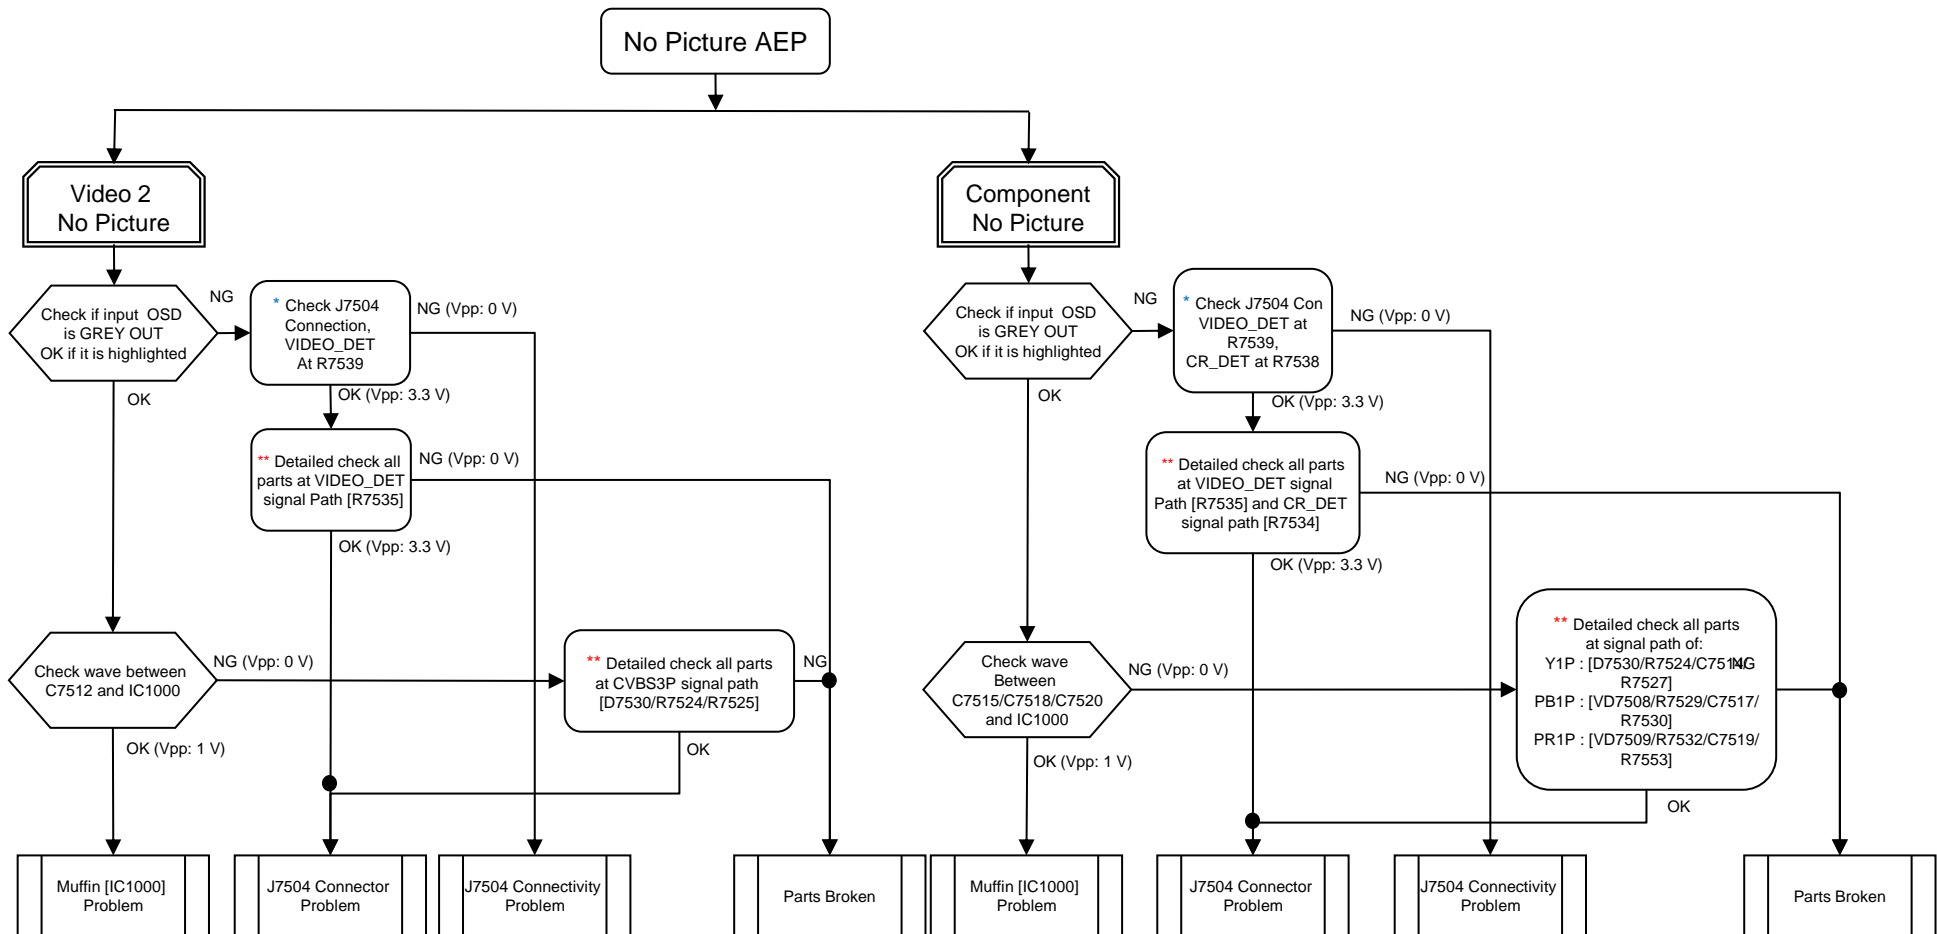 No Picture AEP
Video 2
No Picture
Component
No Picture
Check if input OSD
is GREY OUT
OK if it is highlighted
NG
* Check J7504
Connection,
VIDEO_DET
At R7539
NG (Vpp: 0 V)
OK
OK (Vpp: 3.3 V)
** Detailed check all
parts at VIDEO_DET
signal Path [R7535]
NG (Vpp: 0 V)
OK (Vpp: 3.3 V)
Check wave between
C7512 and IC1000
NG (Vpp: 0 V)
** Detailed check all parts
at CVBS3P signal path
[D7530/R7524/R7525]
NG
OK (Vpp: 1 V)
OK
Muffin [IC1000]
Problem
J7504 Connector
Problem
J7504 Connectivity
Problem
Parts Broken
Check if input OSD
is GREY OUT
OK if it is highlighted
NG
* Check J7504 Con
VIDEO_DET at
R7539,
CR_DET at R7538
NG (Vpp: 0 V)
OK
OK (Vpp: 3.3 V)
** Detailed check all parts
at VIDEO_DET signal
Path [R7535] and CR_DET
signal path [R7534]
NG (Vpp: 0 V)
OK (Vpp: 3.3 V)
Check wave
Between
C7515/C7518/C7520
and IC1000
NG (Vpp: 0 V)
** Detailed check all parts
at signal path of:
Y1P : [D7530/R7524/C7514/
R7527]
PB1P : [VD7508/R7529/C7517/
R7530]
PR1P : [VD7509/R7532/C7519/
R7553]
NG
OK (Vpp: 1 V)
OK
Muffin [IC1000]
Problem
J7504 Connector
Problem
J7504 Connectivity
Problem
Parts Broken